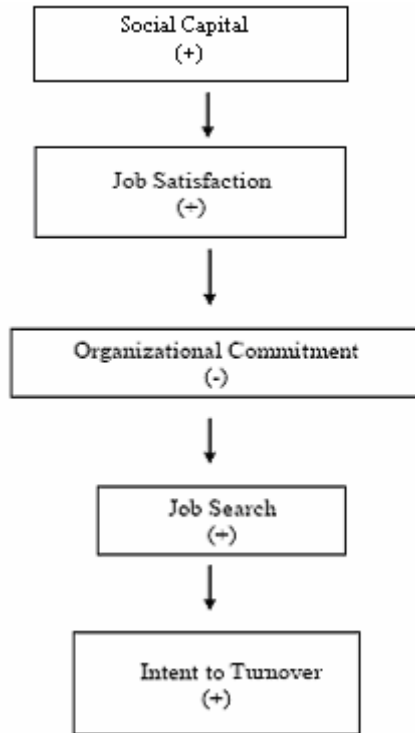 Social Capital
(+)
Job Satisfaction
(+)
Organizational Commitment
(-)
Job Search
(+)
Intent to Turnover
(+)